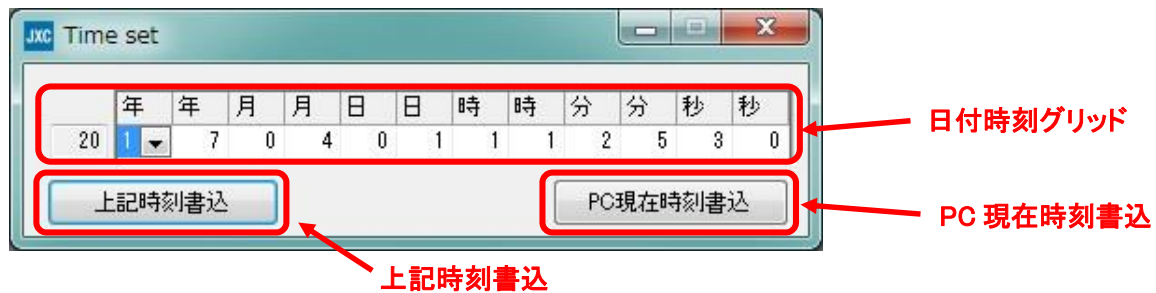 JXC Time set
年 年 月 月 日 日 時 時 分 分 秒 秒
20 1 7 0 4 0 1 1 1 2 5 3 0
日付時刻グリッド
上記時刻書込 PC現在時刻書込
PC 現在時刻書込
上記時刻書込